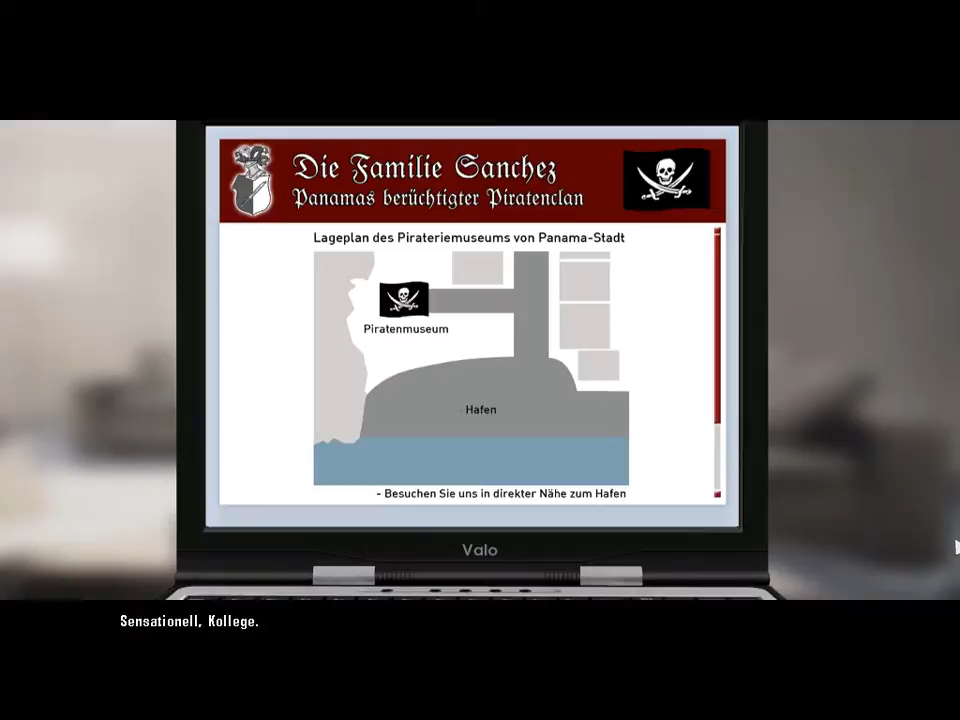 Die Familie Sanchez
Panamas berüchtigter Piratenclan
Lageplan des Pirateriemuseums von Panama-Stadt
Piratenmuseum
Hafen
- Besuchen Sie uns in direkter Nähe zum Hafen
Valo
Sensationell, Kollege.